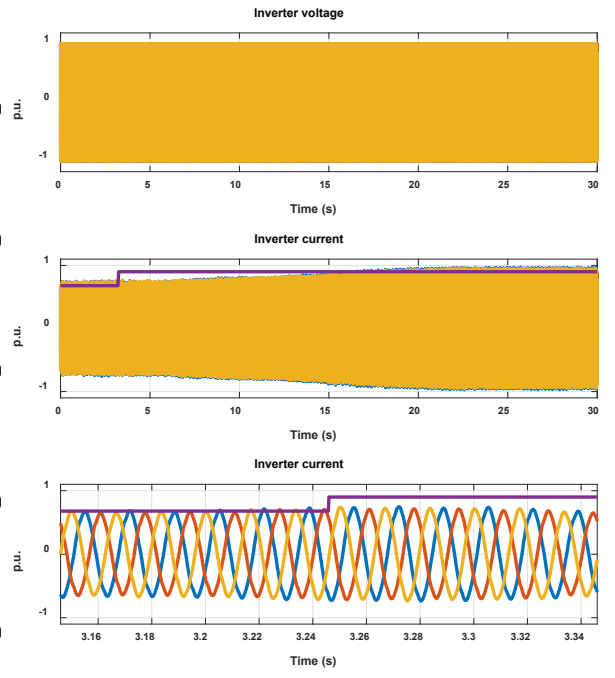 Inverter voltage
1
0
-1
p.u.
0 5 10 15 20 25 30
Time (s)
Inverter current
1
0
-1
p.u.
0 5 10 15 20 25 30
Time (s)
Inverter current
1
0
-1
p.u.
3.16 3.18 3.2 3.22 3.24 3.26 3.28 3.3 3.32 3.34
Time (s)